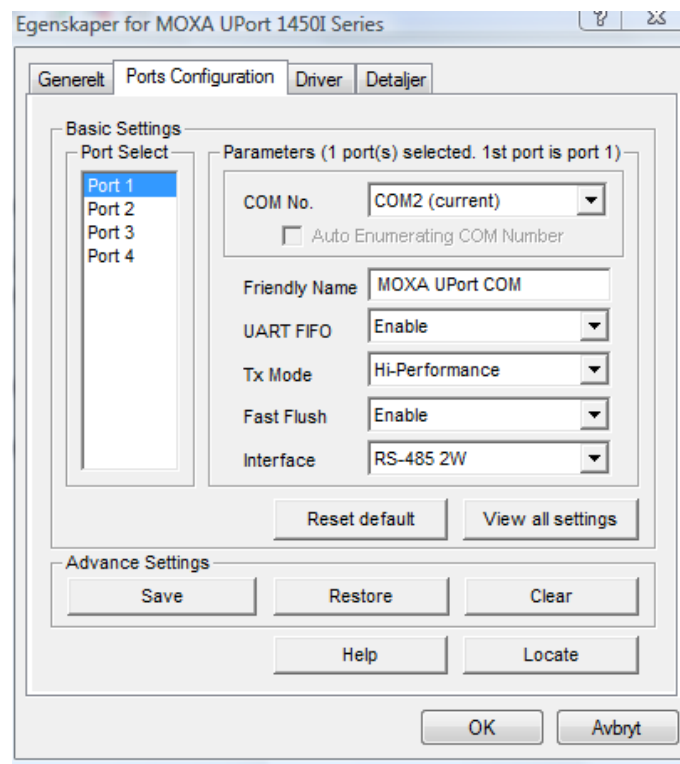 Egenskaper for MOXA UPort 1450I Series
Generelt Ports Configuration Driver Detaljer
Basic Settings
Port Select
Port 1
Port 2
Port 3
Port 4
Parameters (1 port(s) selected. 1st port is port 1)
COM No. COM2 (current)
Auto Enumerating COM Number
Friendly Name MOXA UPort COM
UART FIFO Enable
Tx Mode Hi-Performance
Fast Flush Enable
Interface RS-485 2W
Reset default View all settings
Advance Settings
Save Restore Clear
Help Locate
OK Avbryt